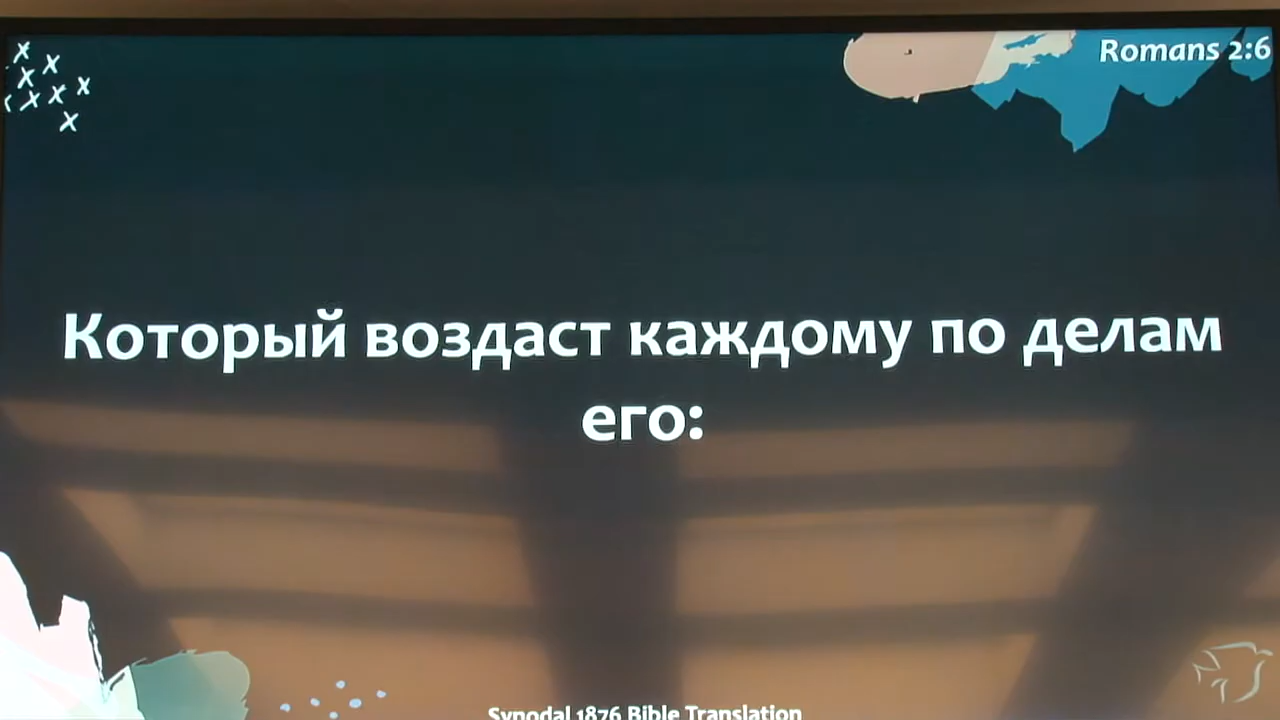 Romans 2:6
Который воздаст каждому по делам
его:
Synodal 1876 Bible Translation